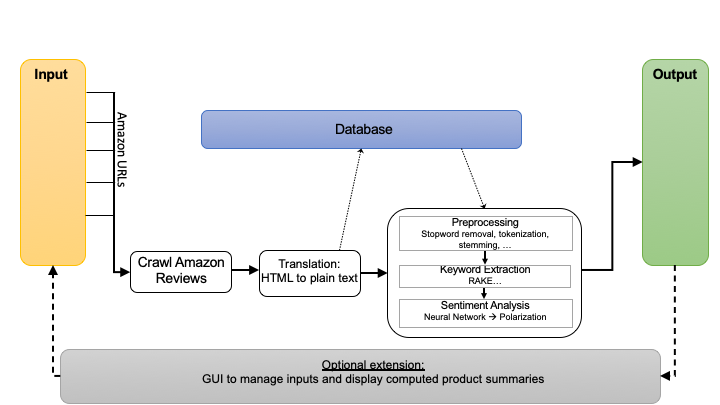 Input
Output
Amazon URLs
Database
Crawl Amazon
Reviews
Translation:
HTML to plain text
Preprocessing
Stopword removal, tokenization,
stemming, …
Keyword Extraction
RAKE…
Sentiment Analysis
Neural Network → Polarization
Optional extension:
GUI to manage inputs and display computed product summaries